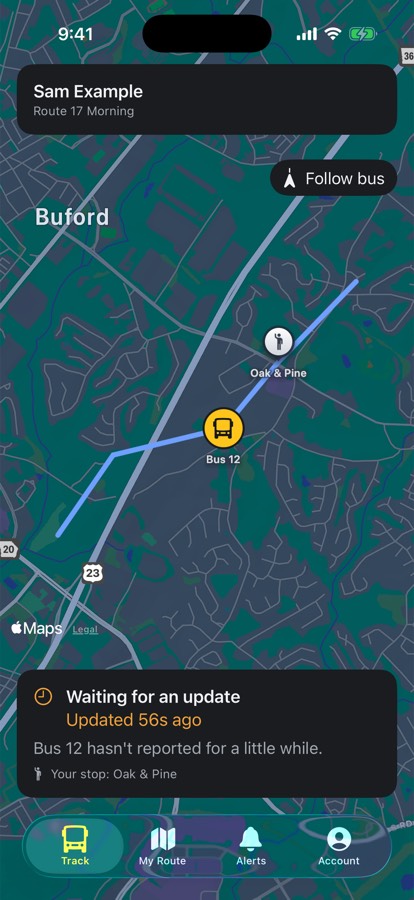 9:41
36
Sam Example
Route 17 Morning
Follow bus
Buford
Oak & Pine
Bus 12
20
23
Maps Legal
Waiting for an update
Updated 56s ago
Bus 12 hasn't reported for a little while.
Your stop: Oak & Pine
Track
My Route
Alerts
Account